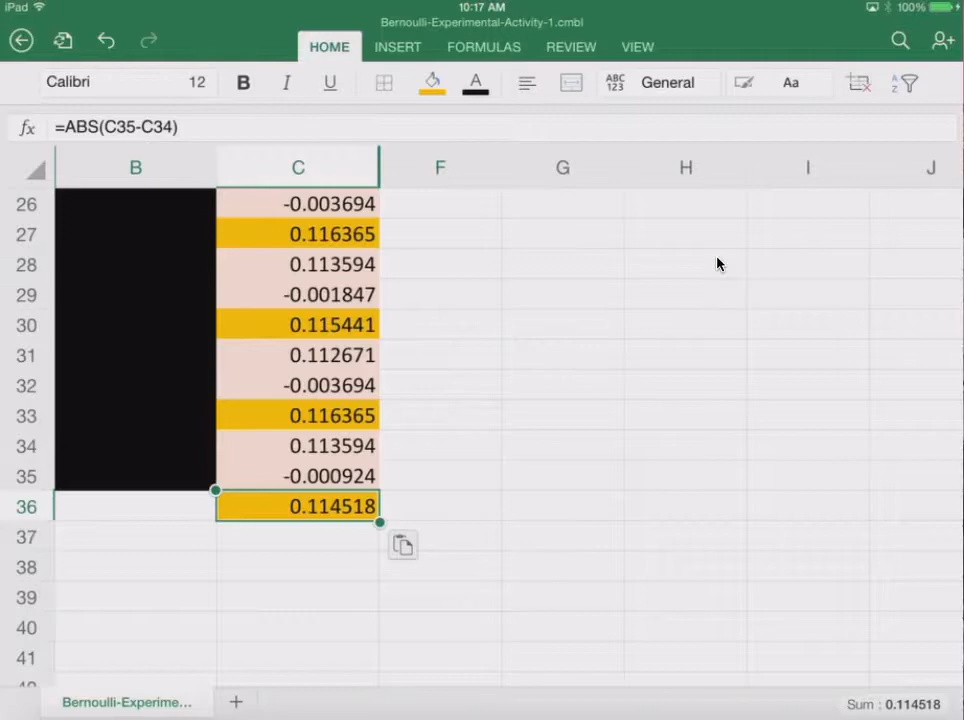 iPad 10:17 AM 100%
Bernoulli-Experimental-Activity-1.cmbl
HOME INSERT FORMULAS REVIEW VIEW
Calibri 12 B I U A ABC 123 General Aa A Z
fx =ABS(C35-C34)
B C F G H I J
26 -0.003694
27 0.116365
28 0.113594
29 -0.001847
30 0.115441
31 0.112671
32 -0.003694
33 0.116365
34 0.113594
35 -0.000924
36 0.114518
37
38
39
40
41
Bernoulli-Experime... + Sum : 0.114518